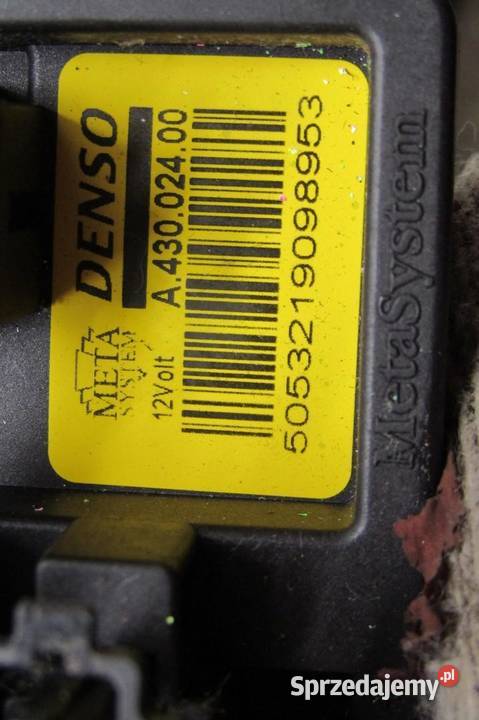 DENSO
A.430.024.00
META
SYSTEM
12Volt
5053219098953
MetaSystem
Sprzedajemy.pl